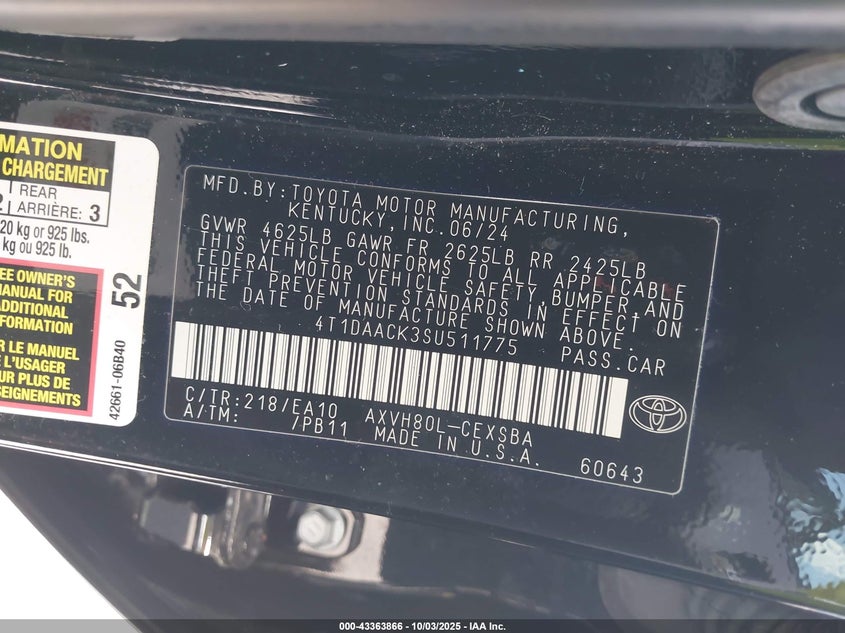 MATION
CHARGEMENT
REAR
ARRIÈRE: 3
20 kg or 925 lbs.
kg ou 925 lb.
EE OWNER'S
MANUAL FOR
ADDITIONAL
FORMATION
R LE MANUEL
E L'USAGER
UR PLUS DE
SEIGNEMENTS
52
42661-06B40
MFD.BY:TOYOTA MOTOR MANUFACTURING,
KENTUCKY, INC. 06/24
GVWR 4625LB GAWR FR 2625LB RR 2425LB
THIS VEHICLE CONFORMS TO ALL APPLICABLE
FEDERAL MOTOR VEHICLE SAFETY,BUMPER,AND
THEFT PREVENTION STANDARDS IN EFFECT ON
THE DATE OF MANUFACTURE SHOWN ABOVE.
4T1DAACK3SU511775 PASS.CAR
C/TR:218/EA10 AXVH80L-CEXSBA
A/TM: /PB11 MADE IN U.S.A.
60643
000-43363866 - 10/03/2025 - IAA Inc.